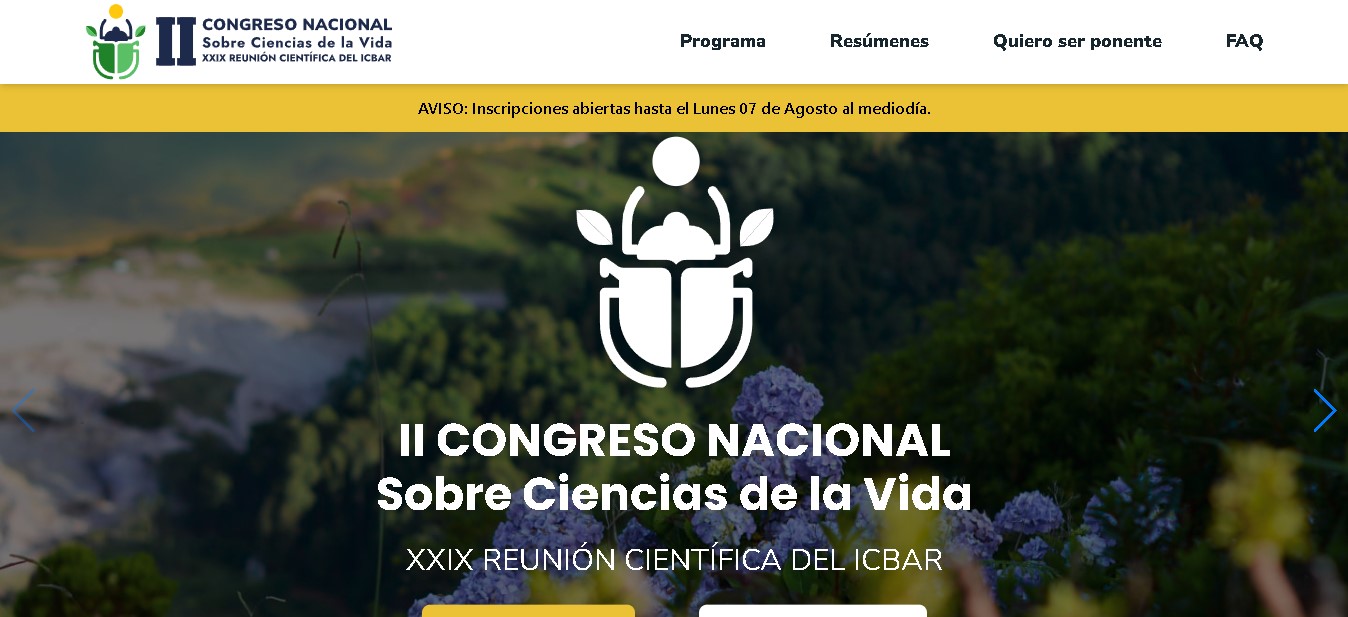 II CONGRESO NACIONAL
Sobre Ciencias de la Vida
XXIX REUNIÓN CIENTÍFICA DEL ICBAR
Programa
Resúmenes
Quiero ser ponente
FAQ
AVISO: Inscripciones abiertas hasta el Lunes 07 de Agosto al mediodía.
II CONGRESO NACIONAL
Sobre Ciencias de la Vida
XXIX REUNIÓN CIENTÍFICA DEL ICBAR